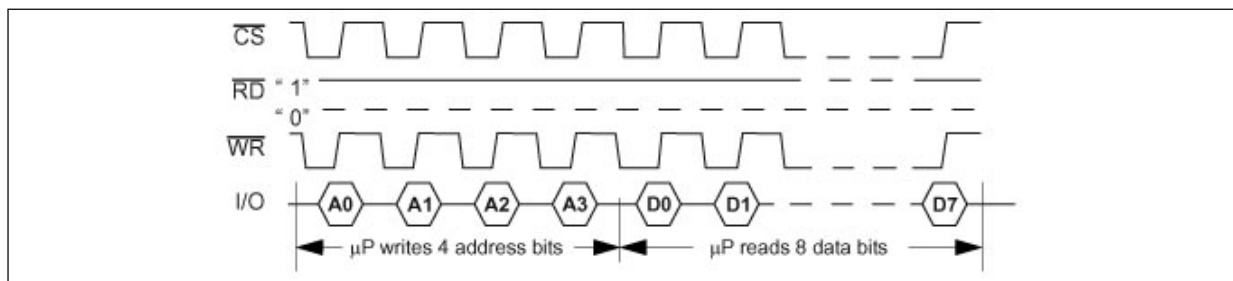 CS
RD "1"
"0"
WR
I/O A0 A1 A2 A3 D0 D1 D7
µP writes 4 address bits µP reads 8 data bits